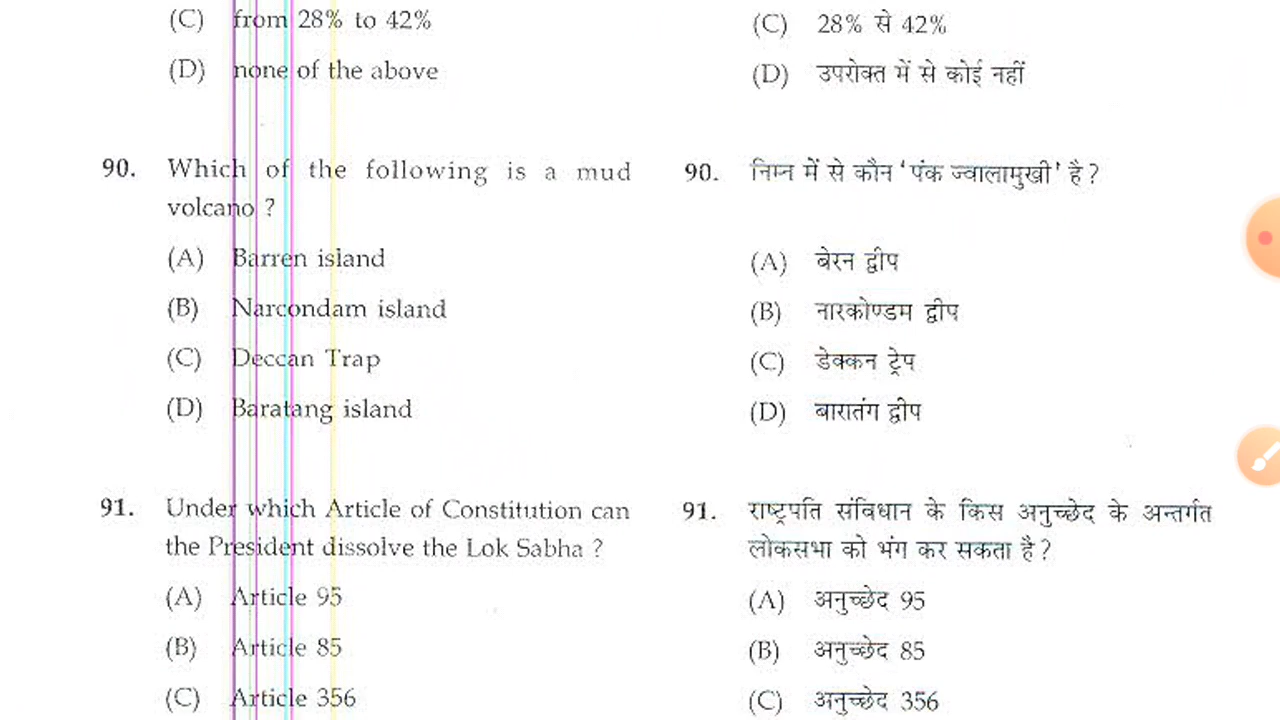 (C) from 28% to 42%
(D) none of the above
90. Which of the following is a mud
volcano ?
(A) Barren island
(B) Narcondam island
(C) Deccan Trap
(D) Baratang island
91. Under which Article of Constitution can
the President dissolve the Lok Sabha ?
(A) Article 95
(B) Article 85
(C) Article 356
(C) 28% से 42%
(D) उपरोक्त में से कोई नहीं
90. निम्न में से कौन ‘पंक ज्वालामुखी’ है ?
(A) बेरन द्वीप
(B) नारकोण्डम द्वीप
(C) डेक्कन ट्रेप
(D) बारातंग द्वीप
91. राष्ट्रपति संविधान के किस अनुच्छेद के अन्तर्गत
लोकसभा को भंग कर सकता है ?
(A) अनुच्छेद 95
(B) अनुच्छेद 85
(C) अनुच्छेद 356